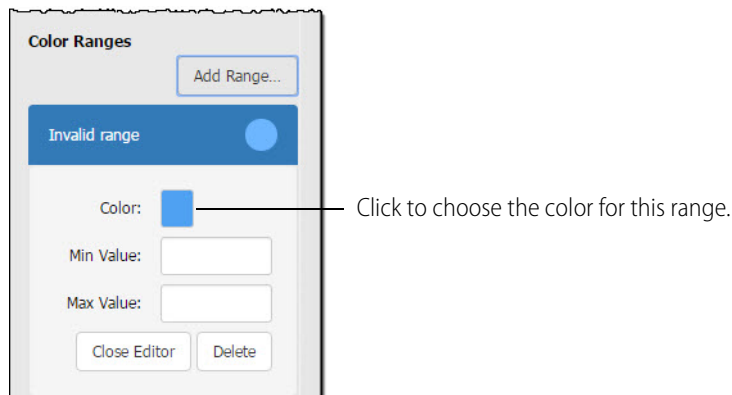 Color Ranges
Add Range...
Invalid range
Color:
Click to choose the color for this range.
Min Value:
Max Value:
Close Editor
Delete